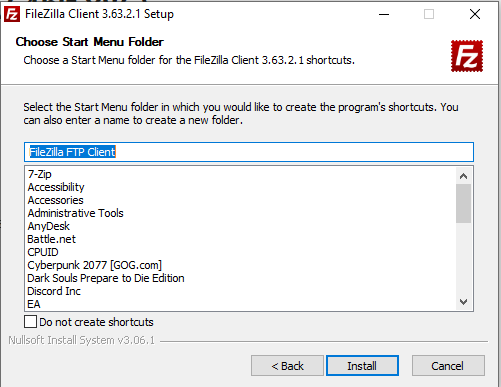 FileZilla Client 3.63.2.1 Setup
Choose Start Menu Folder
Choose a Start Menu folder for the FileZilla Client 3.63.2.1 shortcuts.
Fz
Select the Start Menu folder in which you would like to create the program's shortcuts. You
can also enter a name to create a new folder.
FileZilla FTP Client
7-Zip
Accessibility
Accessories
Administrative Tools
AnyDesk
Battle.net
CPUID
Cyberpunk 2077 [GOG.com]
Dark Souls Prepare to Die Edition
Discord Inc
EA
Do not create shortcuts
Nullsoft Install System v3.06.1
< Back
Install
Cancel